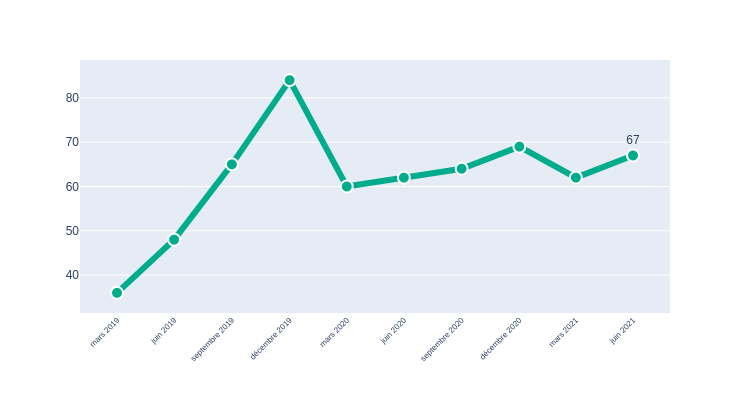 80
70
60
50
40
67
mars 2019
juin 2019
septembre 2019
décembre 2019
mars 2020
juin 2020
septembre 2020
décembre 2020
mars 2021
juin 2021